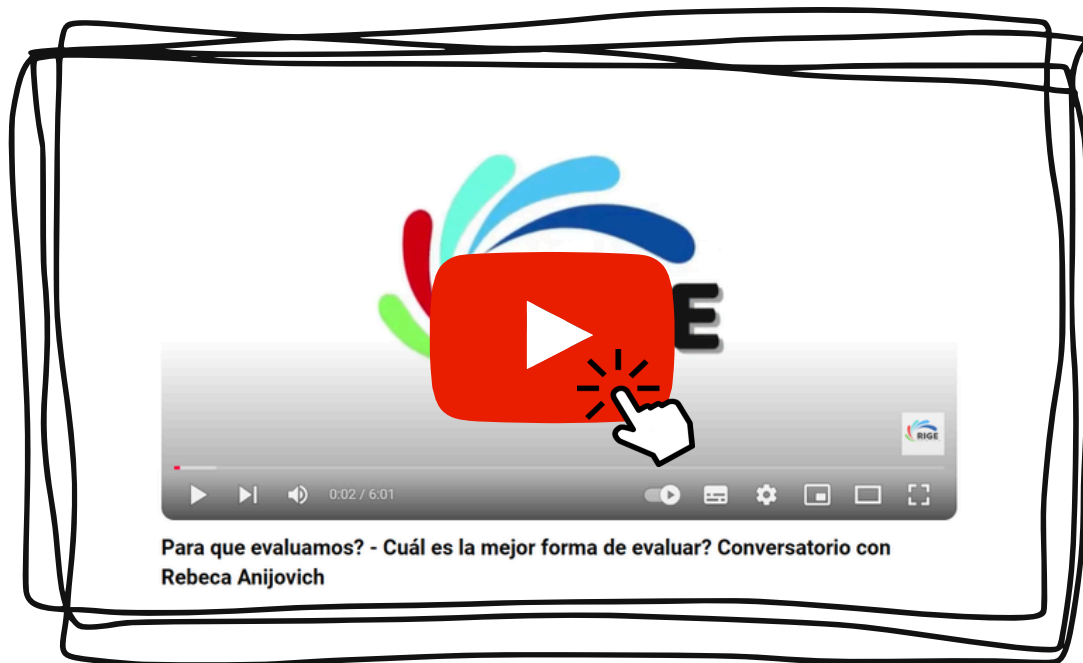 E
RIGE
0:02 / 6:01
Para que evaluamos? - Cuál es la mejor forma de evaluar? Conversatorio con
Rebeca Anijovich